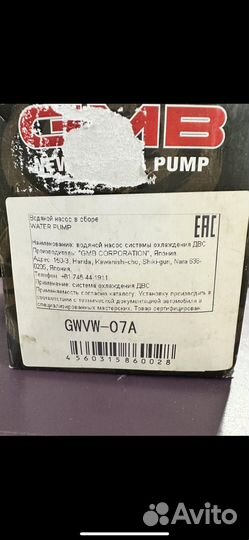 GMB
NEW PUMP
Водяной насос в сборе
WATER PUMP
EAC
Наименование: водяной насос системы охлаждения ДВС
Производитель: "GMB CORPORATION", Япония
Адрес: 150-3, Handa, Kawanishi-cho, Shiki-gun, Nara 636-
0205, Япония,
Телефон: +81-745-44-1911
Применение: система охлаждения ДВС
Применяемость согласно каталогу. Установку производить в
соответствии с технической документацией автомобиля в
специализированных мастерских. Товар сертифицирован.
GWVW-07A
4560315860028
Avito